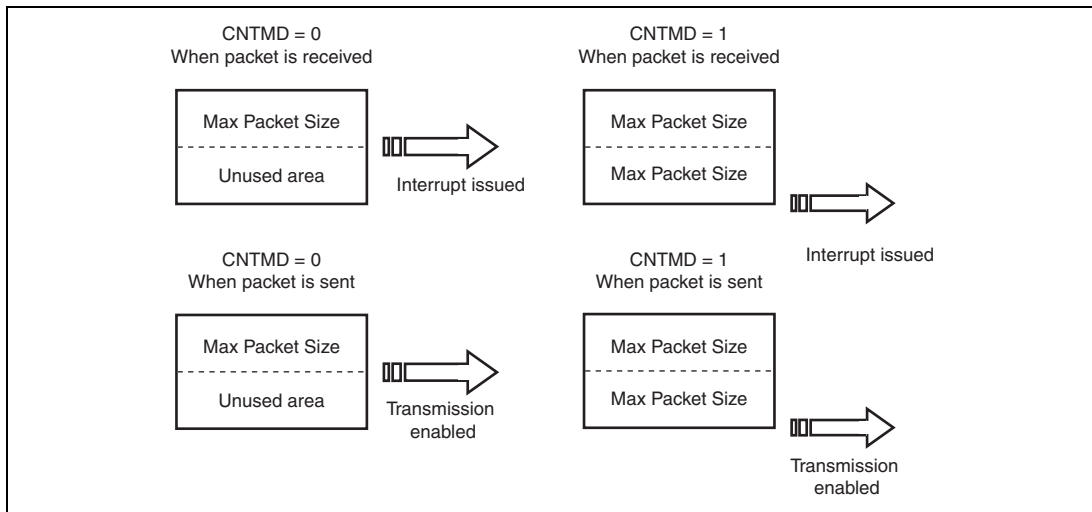 CNTMD = 0
When packet is received
Max Packet Size
Unused area
Interrupt issued
CNTMD = 1
When packet is received
Max Packet Size
Max Packet Size
Interrupt issued
CNTMD = 0
When packet is sent
Max Packet Size
Unused area
Transmission
enabled
CNTMD = 1
When packet is sent
Max Packet Size
Max Packet Size
Transmission
enabled